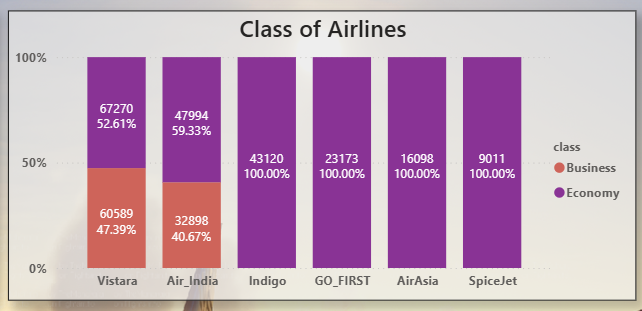 Class of Airlines
100%
50%
0%
67270
52.61%
60589
47.39%
47994
59.33%
32898
40.67%
43120
100.00%
23173
100.00%
16098
100.00%
9011
100.00%
Vistara
Air_India
Indigo
GO_FIRST
AirAsia
SpiceJet
class
Business
Economy